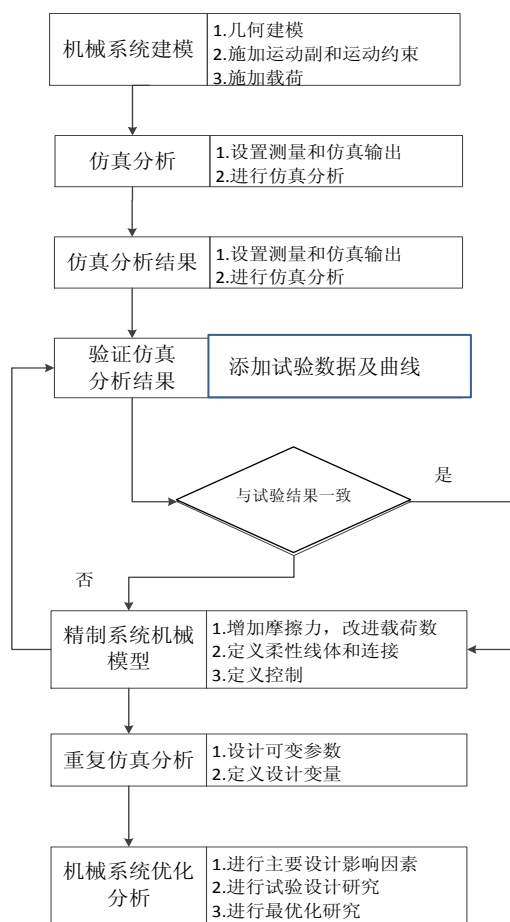 机械系统建模
1.几何建模
2.施加运动副和运动约束
3.施加载荷
仿真分析
1.设置测量和仿真输出
2.进行仿真分析
仿真分析结果
1.设置测量和仿真输出
2.进行仿真分析
验证仿真
分析结果
添加试验数据及曲线
与试验结果一致
是
否
精制系统机械
模型
1.增加摩擦力，改进载荷数
2.定义柔性线体和连接
3.定义控制
重复仿真分析
1.设计可变参数
2.定义设计变量
机械系统优化
分析
1.进行主要设计影响因素
2.进行试验设计研究
3.进行最优化研究